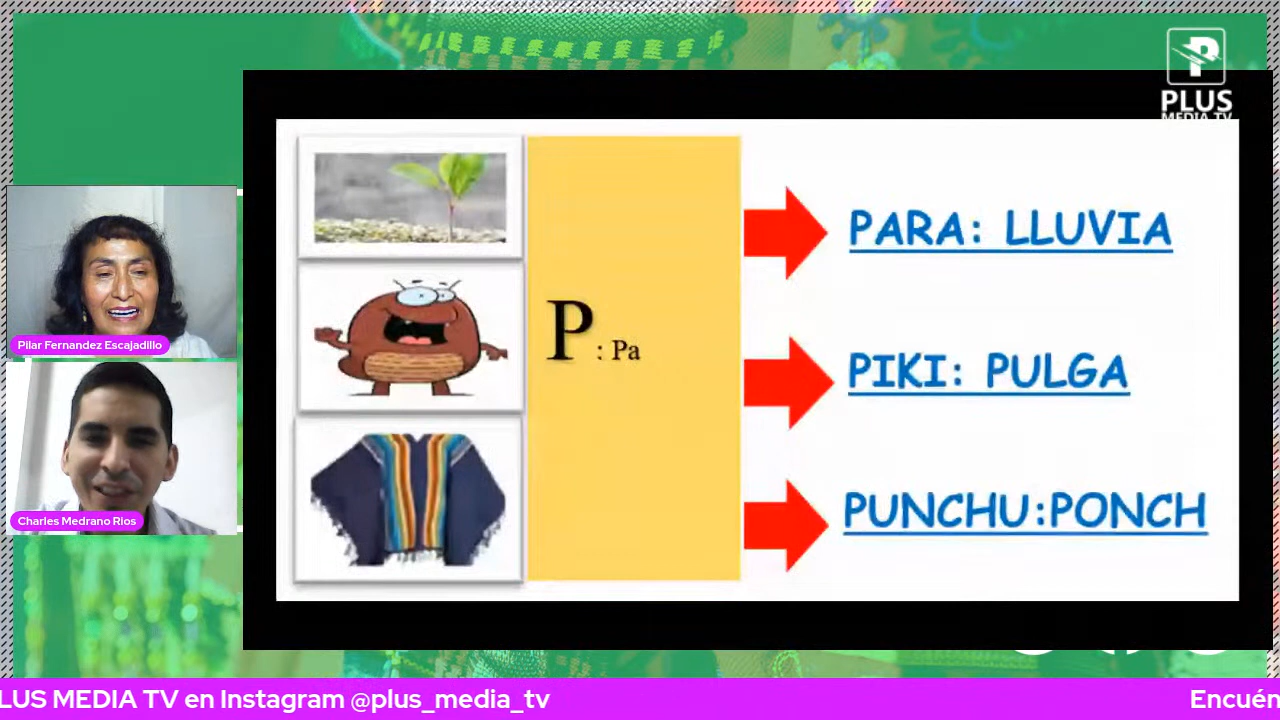 PLUS
MEDIA TV
PARA: LLUVIA
P : Pa
PIKI: PULGA
PUNCHU:PONCH
Pilar Fernandez Escajadillo
Charles Medrano Rios
LUS MEDIA TV en Instagram @plus_media_tv
Encuén